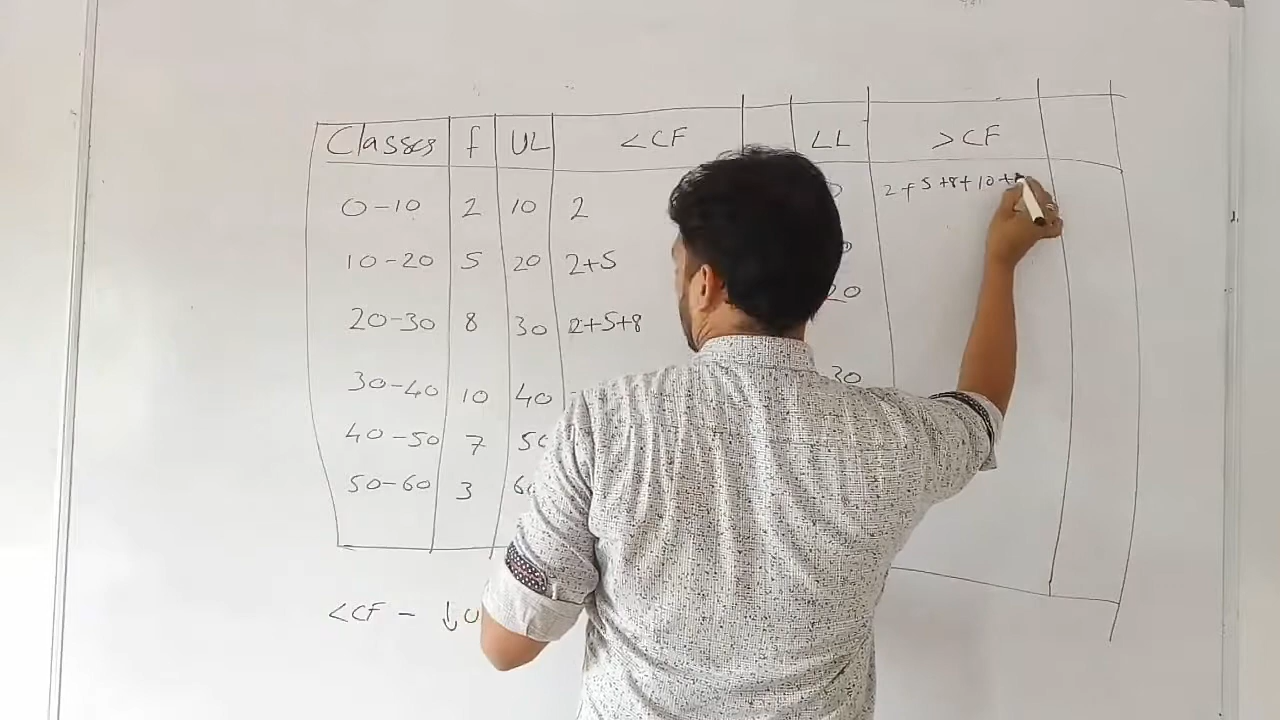 Classes f UL <CF LL >CF
0-10 2 10 2 2+5+8+10+
10-20 5 20 2+5
20-30 8 30 2+5+8 20
30-40 10 40 30
40-50 7
50-60 3
<CF - ↓